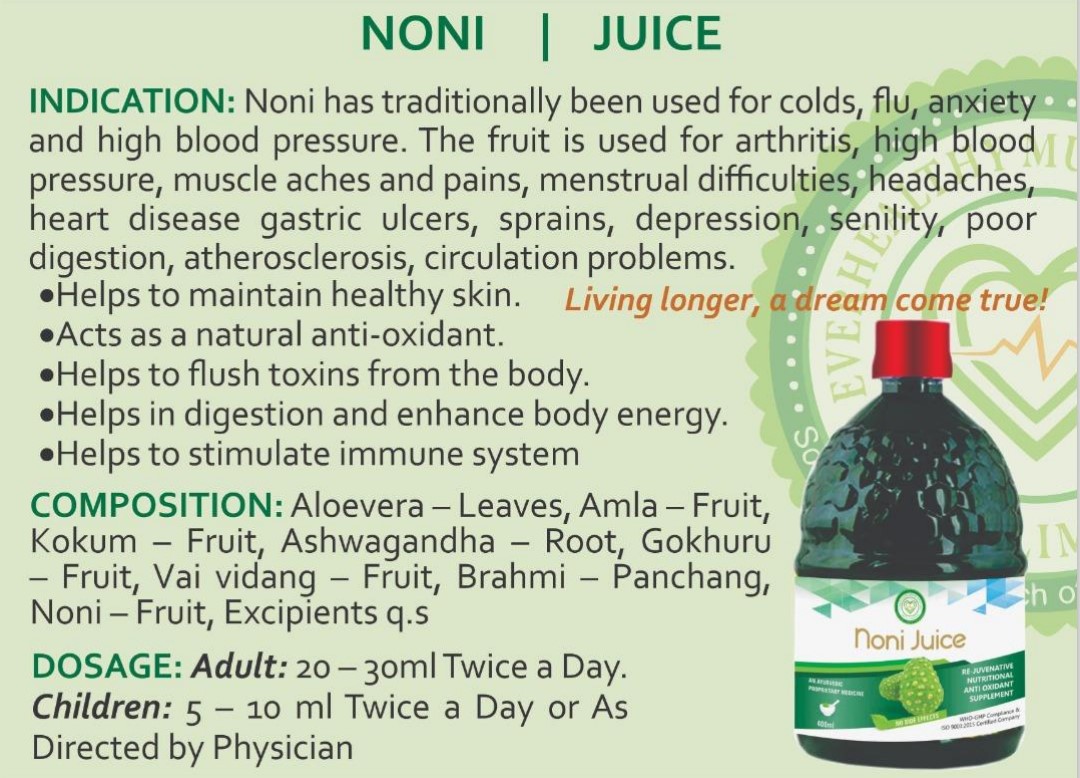 NONI | JUICE
INDICATION: Noni has traditionally been used for colds, flu, anxiety
and high blood pressure. The fruit is used for arthritis, high blood
pressure, muscle aches and pains, menstrual difficulties, headaches,
heart disease gastric ulcers, sprains, depression, senility, poor
digestion, atherosclerosis, circulation problems.
•Helps to maintain healthy skin.
Living longer, a dream come true!
•Acts as a natural anti-oxidant.
•Helps to flush toxins from the body.
•Helps in digestion and enhance body energy.
•Helps to stimulate immune system
COMPOSITION: Aloevera – Leaves, Amla – Fruit,
Kokum – Fruit, Ashwagandha – Root, Gokhuru
– Fruit, Vai vidang – Fruit, Brahmi – Panchang,
Noni – Fruit, Excipients q.s
DOSAGE: Adult: 20 – 30ml Twice a Day.
Children: 5 – 10 ml Twice a Day or As
Directed by Physician
EVERHEALTHY MU
So
LIM
ch o
Noni Juice
AN AYURVEDIC
PROPRIETARY MEDICINE
RE-JUVENATIVE
NUTRITIONAL
ANTI OXIDANT
SUPPLEMENT
400ml
NO SIDE EFFECTS
WHO-GMP Compliance &
ISO 9001:2015 Certified Company